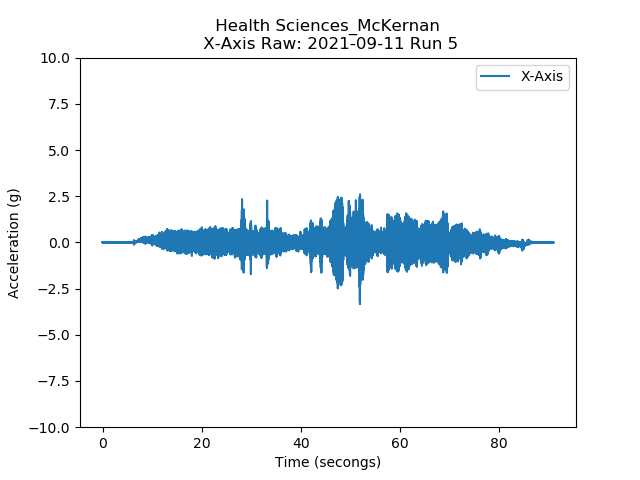 Health Sciences_McKernan
X-Axis Raw: 2021-09-11 Run 5
10.0
7.5
5.0
2.5
0.0
−2.5
−5.0
−7.5
−10.0
Acceleration (g)
X-Axis
0 20 40 60 80
Time (secongs)